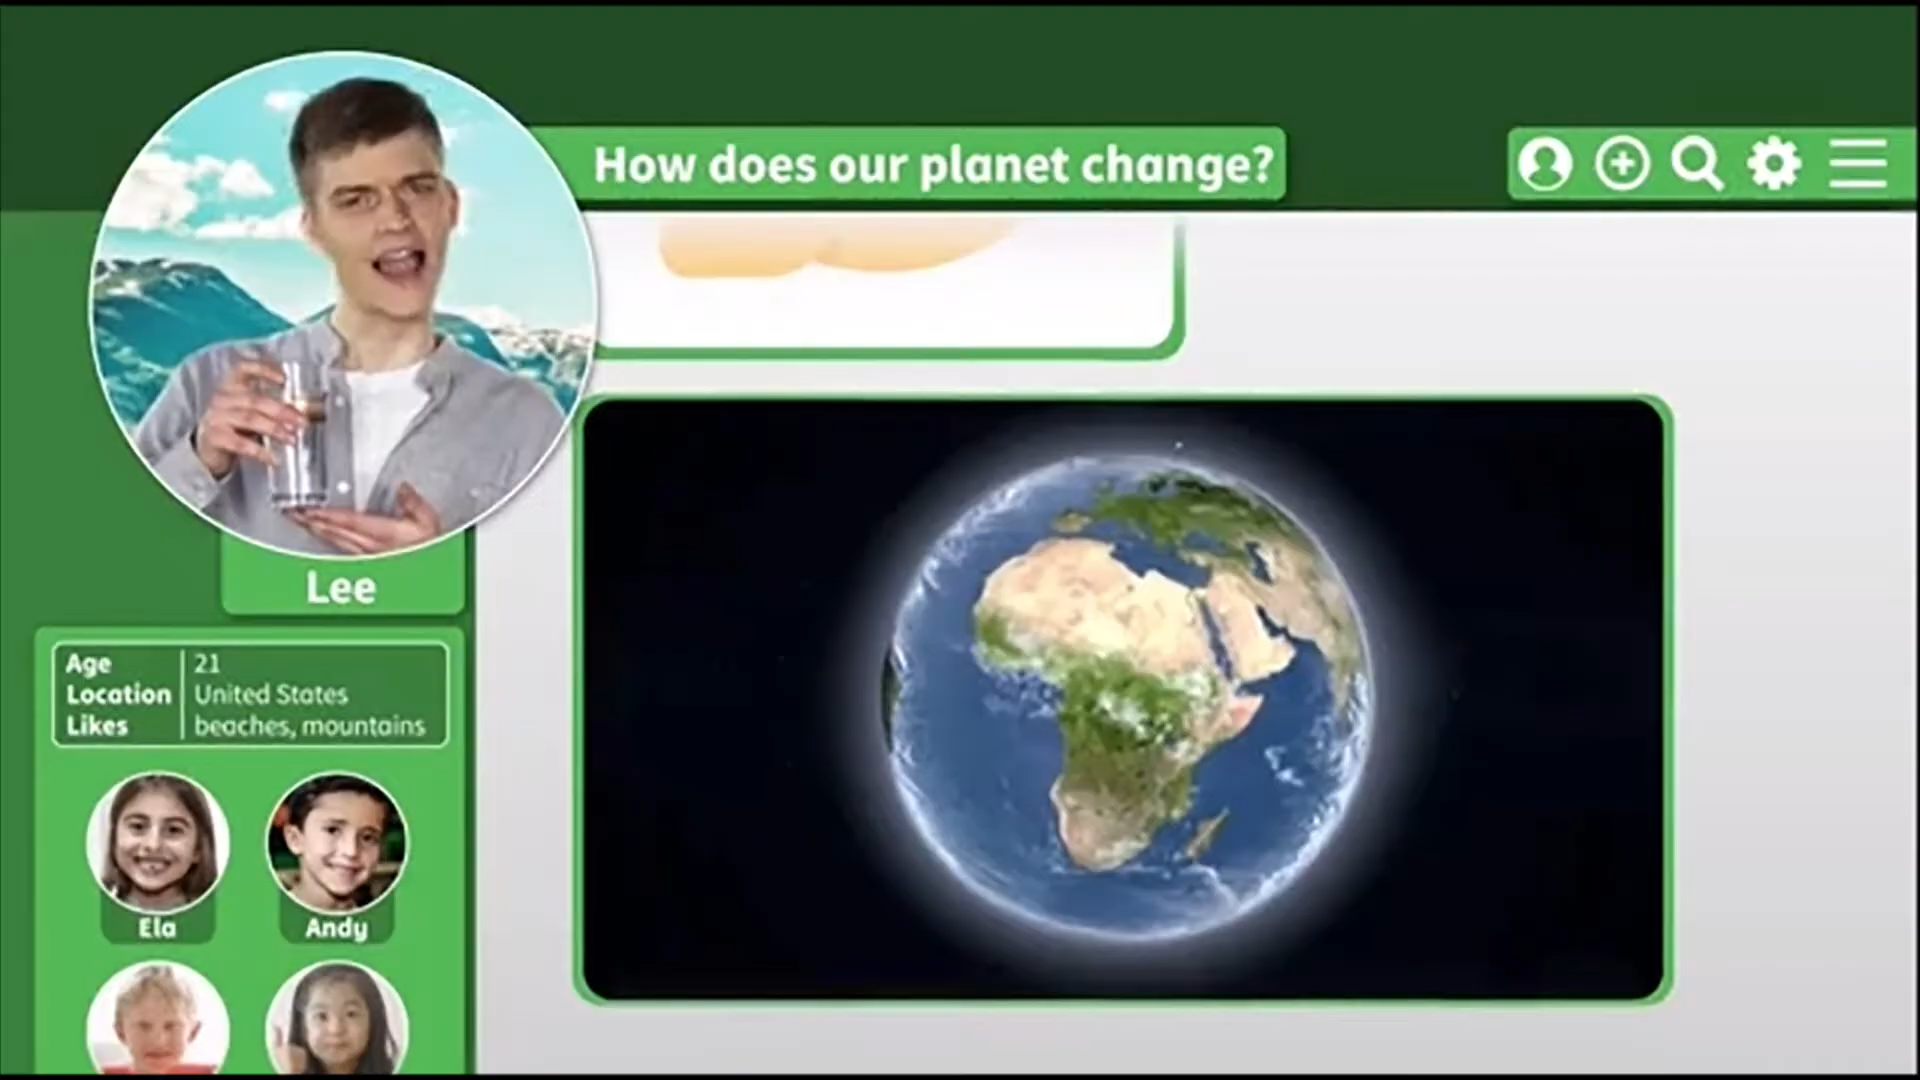 How does our planet change?
Lee
Age 21
Location United States
Likes beaches, mountains
Ela
Andy